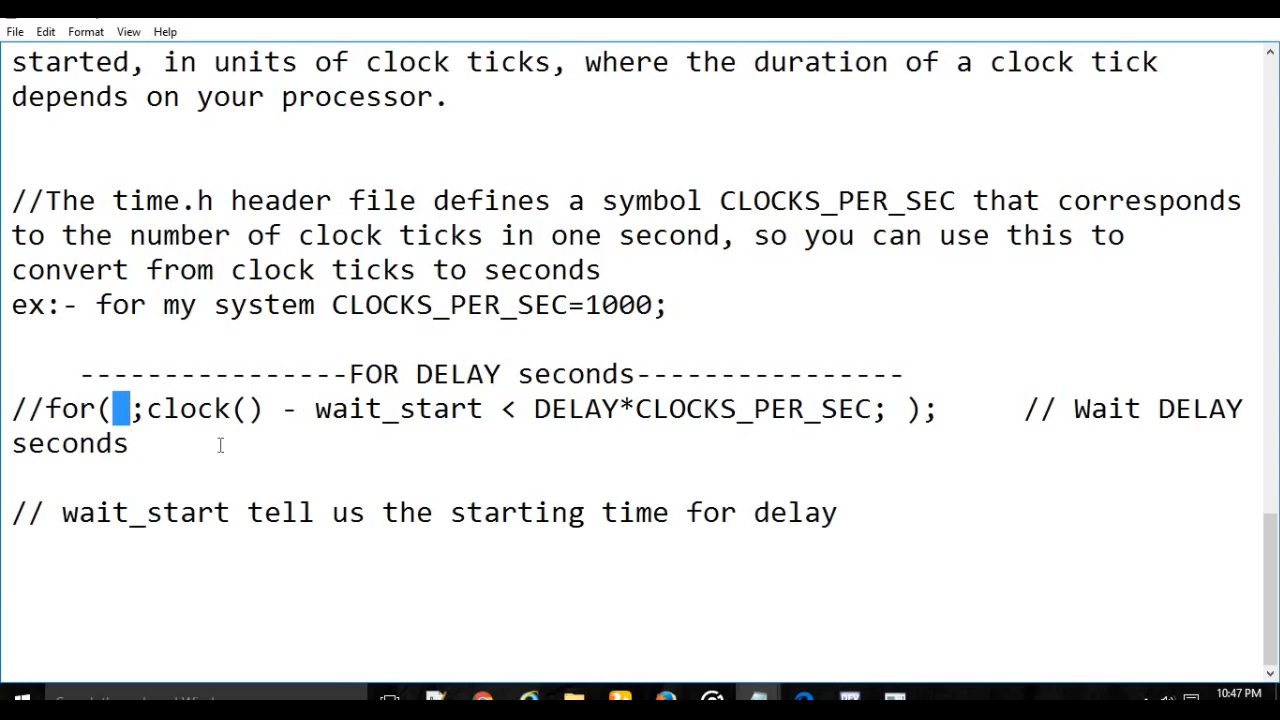 File Edit Format View Help
started, in units of clock ticks, where the duration of a clock tick
depends on your processor.
//The time.h header file defines a symbol CLOCKS_PER_SEC that corresponds
to the number of clock ticks in one second, so you can use this to
convert from clock ticks to seconds
ex:- for my system CLOCKS_PER_SEC=1000;
----------------FOR DELAY seconds----------------
//for( ;clock() - wait_start < DELAY*CLOCKS_PER_SEC; ); // Wait DELAY
seconds
// wait_start tell us the starting time for delay
10:47 PM